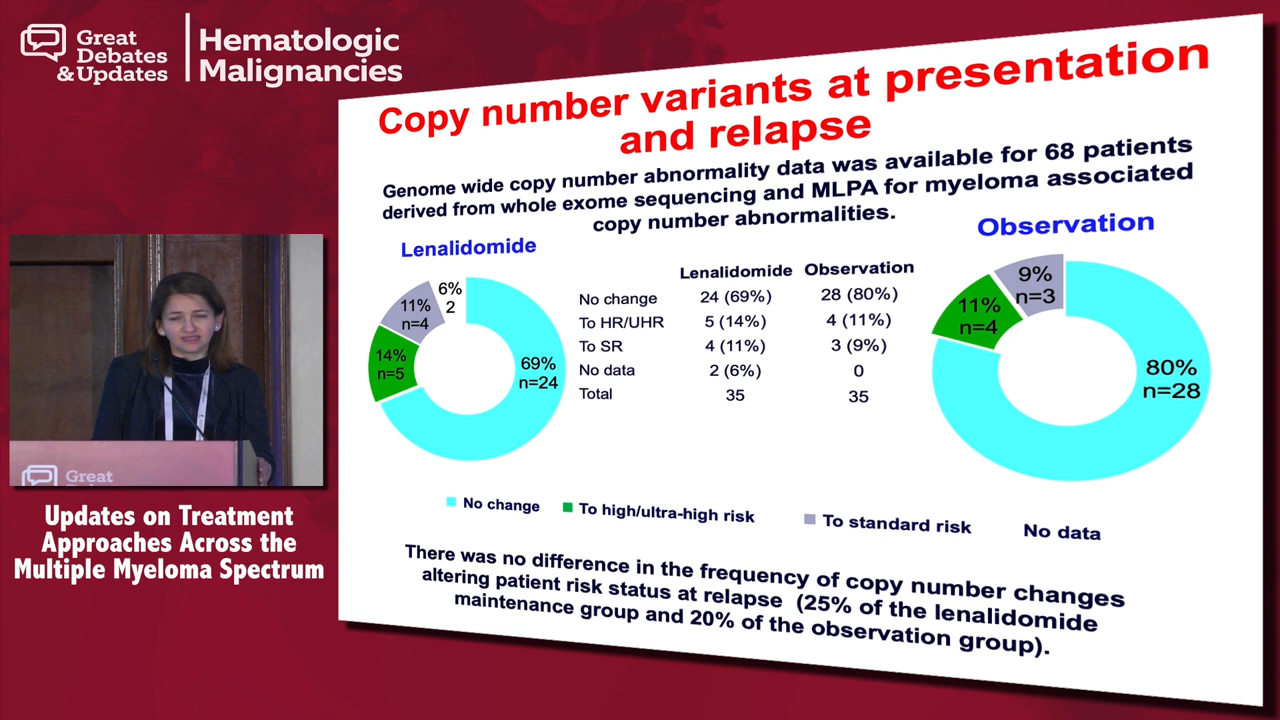 Great
Debates
& Updates
Hematologic
Malignancies
Copy number variants at presentation
and relapse
Genome wide copy number abnormality data was available for 68 patients
derived from whole exome sequencing and MLPA for myeloma associated
copy number abnormalities.
Lenalidomide
Observation
6%
2
11%
n=4
14%
n=5
69%
n=24
Lenalidomide Observation
No change 24 (69%) 28 (80%)
To HR/UHR 5 (14%) 4 (11%)
To SR 4 (11%) 3 (9%)
No data 2 (6%) 0
Total 35 35
9%
n=3
11%
n=4
80%
n=28
No change To high/ultra-high risk To standard risk No data
There was no difference in the frequency of copy number changes
altering patient risk status at relapse (25% of the lenalidomide
maintenance group and 20% of the observation group).
Great
Updates on Treatment
Approaches Across the
Multiple Myeloma Spectrum